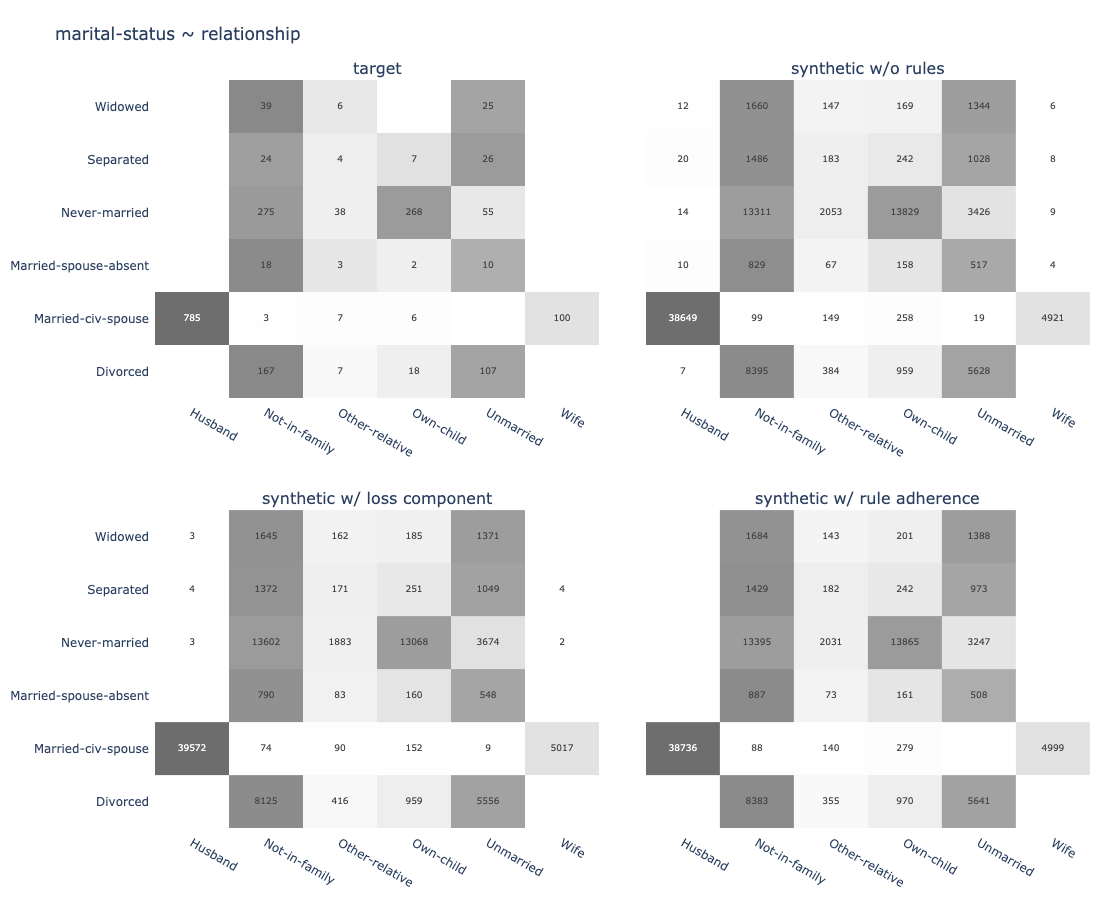 marital-status ~ relationship
target
synthetic w/o rules
Widowed 39 6 25 12 1660 147 169 1344 6
Separated 24 4 7 26 20 1486 183 242 1028 8
Never-married 275 38 268 55 14 13311 2053 13829 3426 9
Married-spouse-absent 18 3 2 10 10 829 67 158 517 4
Married-civ-spouse 785 3 7 6 100 38649 99 149 258 19 4921
Divorced 167 7 18 107 7 8395 384 959 5628
Husband Not-in-family Other-relative Own-child Unmarried Wife Husband Not-in-family Other-relative Own-child Unmarried Wife
synthetic w/ loss component
synthetic w/ rule adherence
Widowed 3 1645 162 185 1371 1684 143 201 1388
Separated 4 1372 171 251 1049 4 1429 182 242 973
Never-married 3 13602 1883 13068 3674 2 13395 2031 13865 3247
Married-spouse-absent 790 83 160 548 887 73 161 508
Married-civ-spouse 39572 74 90 152 9 5017 38736 88 140 279 4999
Divorced 8125 416 959 5556 8383 355 970 5641
Husband Not-in-family Other-relative Own-child Unmarried Wife Husband Not-in-family Other-relative Own-child Unmarried Wife